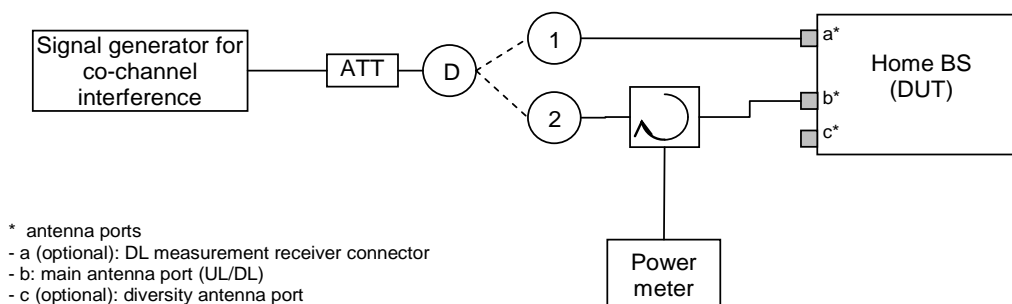 Signal generator for
co-channel
interference
ATT
D
1
2
a*
b*
c*
Home BS
(DUT)
Power
meter
* antenna ports
- a (optional): DL measurement receiver connector
- b: main antenna port (UL/DL)
- c (optional): diversity antenna port